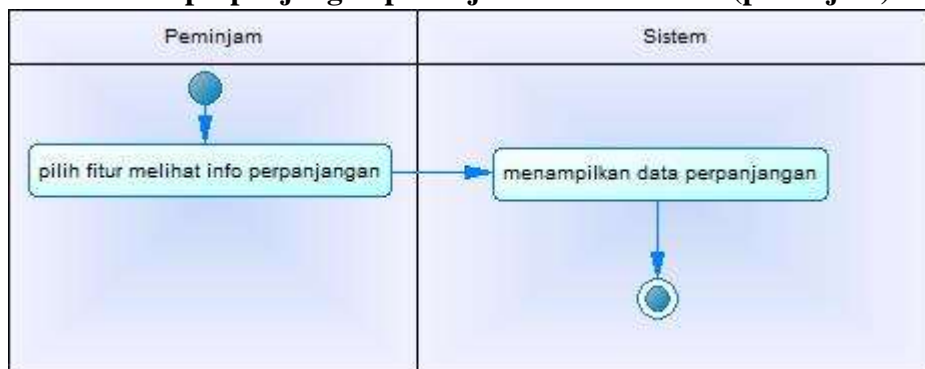 Peminjam
Sistem
pilih fitur melihat info perpanjangan
menampilkan data perpanjangan